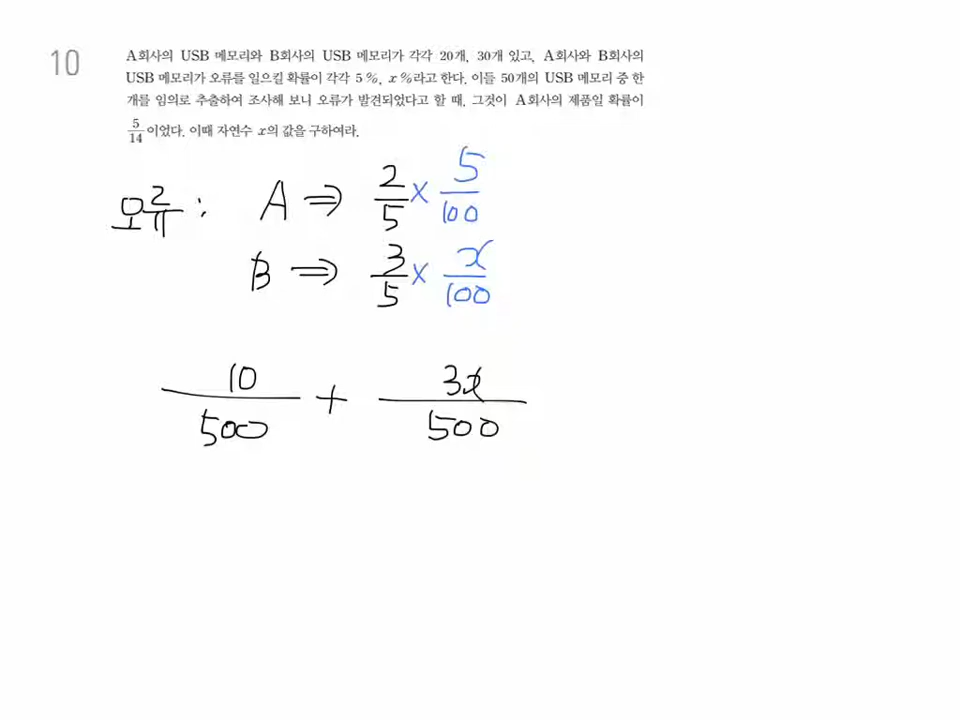 10
A회사의 USB 메모리와 B회사의 USB 메모리가 각각 20개, 30개 있고, A회사와 B회사의
USB 메모리가 오류를 일으킬 확률이 각각 5 %, x %라고 한다. 이들 50개의 USB 메모리 중 한
개를 임의로 추출하여 조사해 보니 오류가 발견되었다고 할 때, 그것이 A회사의 제품일 확률이
5/14 이었다. 이때 자연수 x의 값을 구하여라.
오류 : A ⇒ 2/5 × 5/100
B ⇒ 3/5 × x/100
10/500 + 3x/500